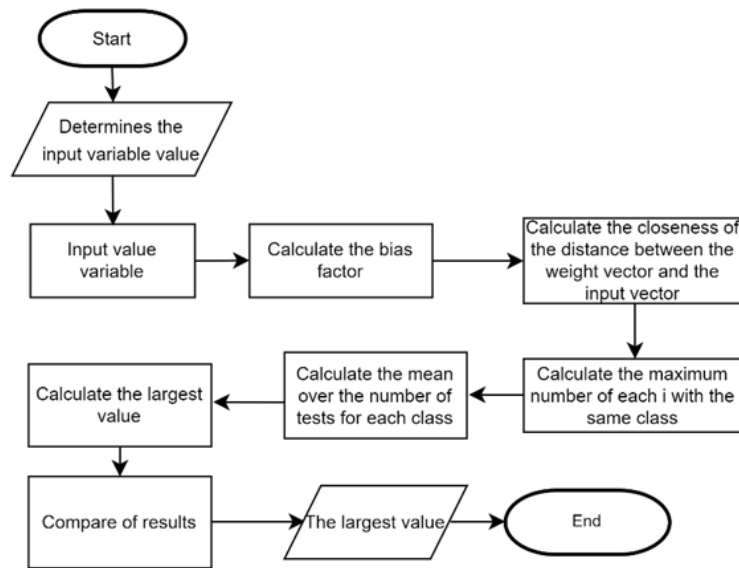 Start
Determines the
input variable value
Input value
variable
Calculate the bias
factor
Calculate the closeness of
the distance between the
weight vector and the
input vector
Calculate the maximum
number of each i with the
same class
Calculate the mean
over the number of
tests for each class
Calculate the largest
value
Compare of results
The largest value
End